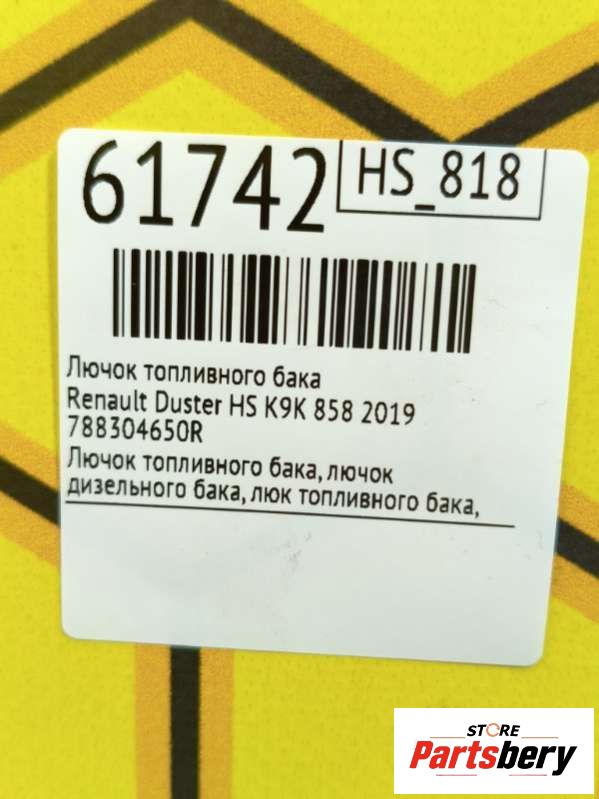 61742 HS_818
Лючок топливного бака
Renault Duster HS K9K 858 2019
788304650R
Лючок топливного бака, лючок
дизельного бака, люк топливного бака,
STORE
Partsbery